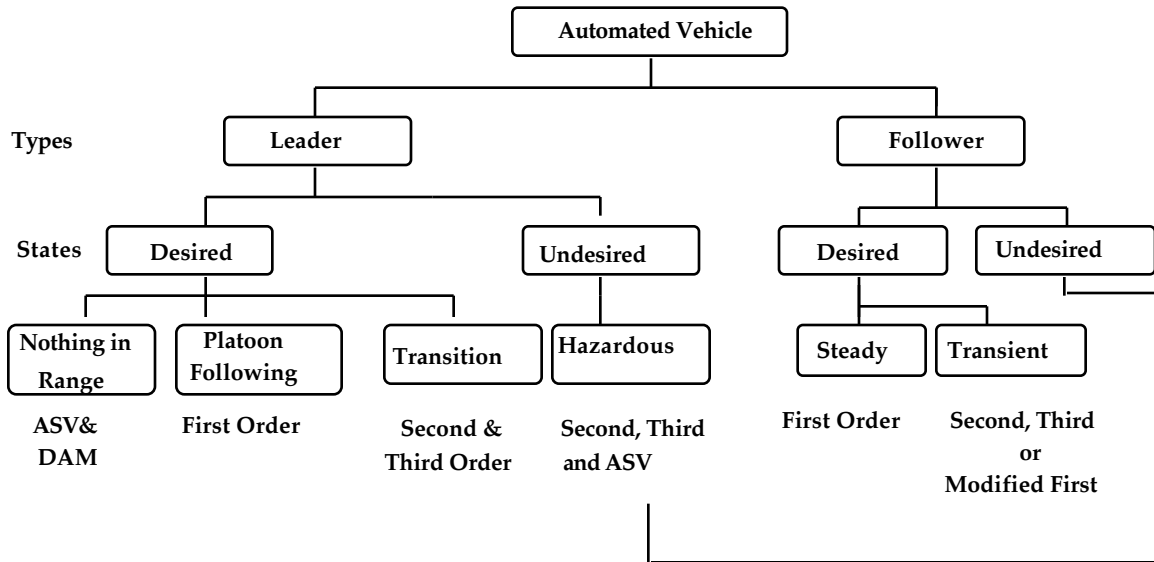 Automated Vehicle
Types
Leader
Follower
States
Desired
Undesired
Desired
Undesired
Nothing in
Range
Platoon
Following
Transition
Hazardous
Steady
Transient
ASV&
DAM
First Order
Second &
Third Order
Second, Third
and ASV
First Order
Second, Third
or
Modified First